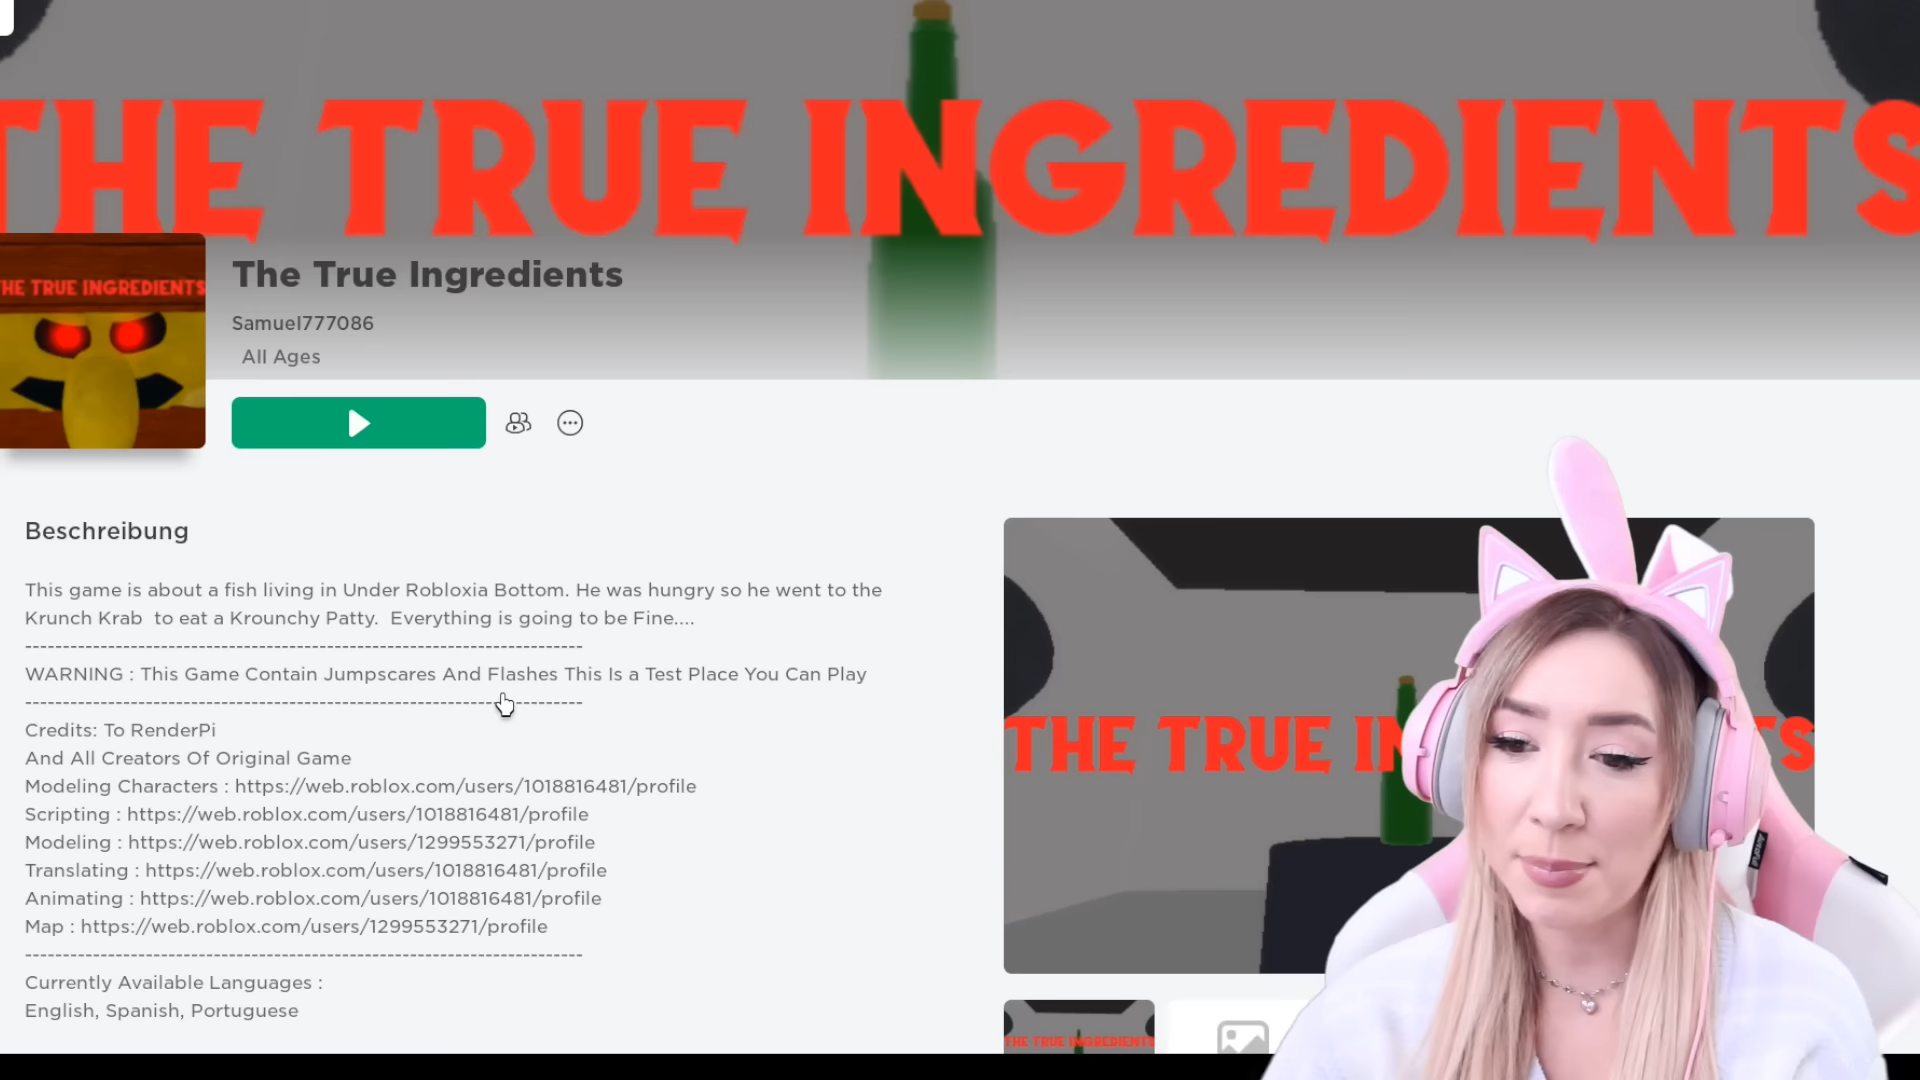 THE TRUE INGREDIENTS
THE TRUE INGREDIENTS
The True Ingredients
Samuel777086
All Ages
Beschreibung
This game is about a fish living in Under Robloxia Bottom. He was hungry so he went to the
Krunch Krab  to eat a Krounchy Patty.  Everything is going to be Fine....
--------------------------------------------------------------------------
WARNING : This Game Contain Jumpscares And Flashes This Is a Test Place You Can Play
--------------------------------------------------------------------------
Credits: To RenderPi
And All Creators Of Original Game
Modeling Characters : https://web.roblox.com/users/1018816481/profile
Scripting : https://web.roblox.com/users/1018816481/profile
Modeling : https://web.roblox.com/users/1299553271/profile
Translating : https://web.roblox.com/users/1018816481/profile
Animating : https://web.roblox.com/users/1018816481/profile
Map : https://web.roblox.com/users/1299553271/profile
--------------------------------------------------------------------------
Currently Available Languages :
English, Spanish, Portuguese
THE TRUE IN TS
THE TRUE INGREDIENTS